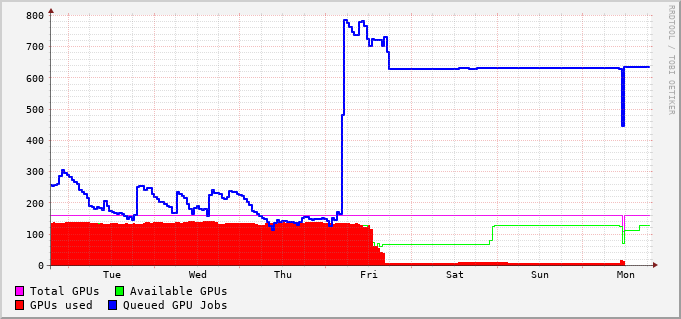 800
700
600
500
400
300
200
100
0
Tue Wed Thu Fri Sat Sun Mon
Total GPUs Available GPUs
GPUs used Queued GPU Jobs
RRDTOOL / TOBI OETIKER